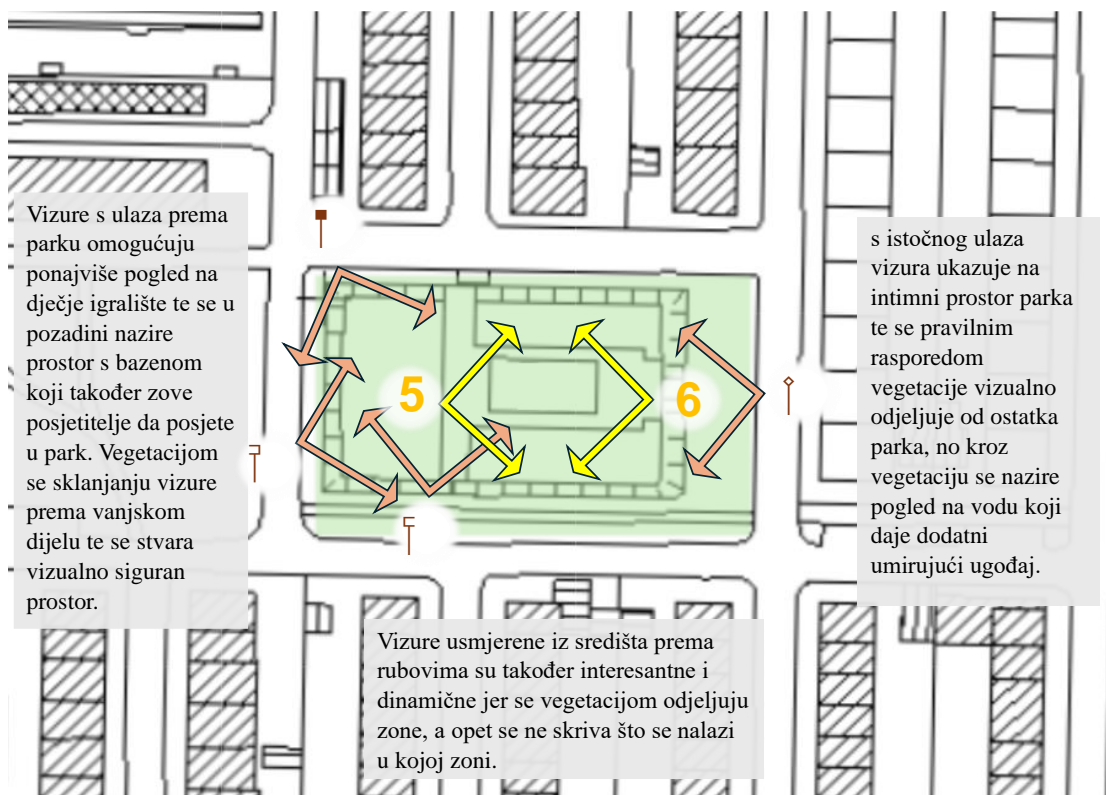 Vizure s ulaza prema
parku omogućuju
ponajviše pogled na
dječje igralište te se u
pozadini nazire
prostor s bazenom
koji također zove
posjetitelje da posjete
u park. Vegetacijom
se sklanjanju vizure
prema vanjskom
dijelu te se stvara
vizualno siguran
prostor.
5
6
s istočnog ulaza
vizura ukazuje na
intimni prostor parka
te se pravilnim
rasporedom
vegetacije vizualno
odjeljuje od ostatka
parka, no kroz
vegetaciju se nazire
pogled na vodu koji
daje dodatni
umirujući ugođaj.
Vizure usmjerene iz središta prema
rubovima su također interesantne i
dinamične jer se vegetacijom odjeljuju
zone, a opet se ne skriva što se nalazi
u kojoj zoni.